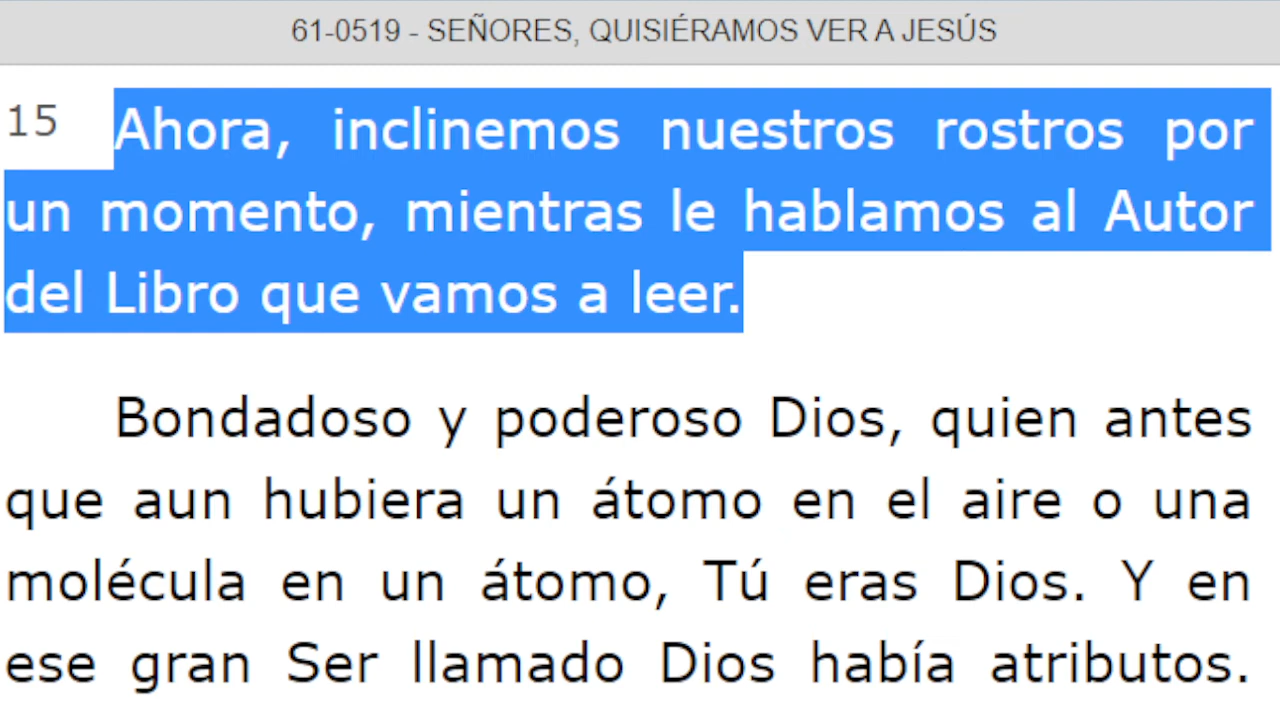 61-0519 - SEÑORES, QUISIÉRAMOS VER A JESÚS
15 Ahora, inclinemos nuestros rostros por
un momento, mientras le hablamos al Autor
del Libro que vamos a leer.
Bondadoso y poderoso Dios, quien antes
que aun hubiera un átomo en el aire o una
molécula en un átomo, Tú eras Dios. Y en
ese gran Ser llamado Dios había atributos.